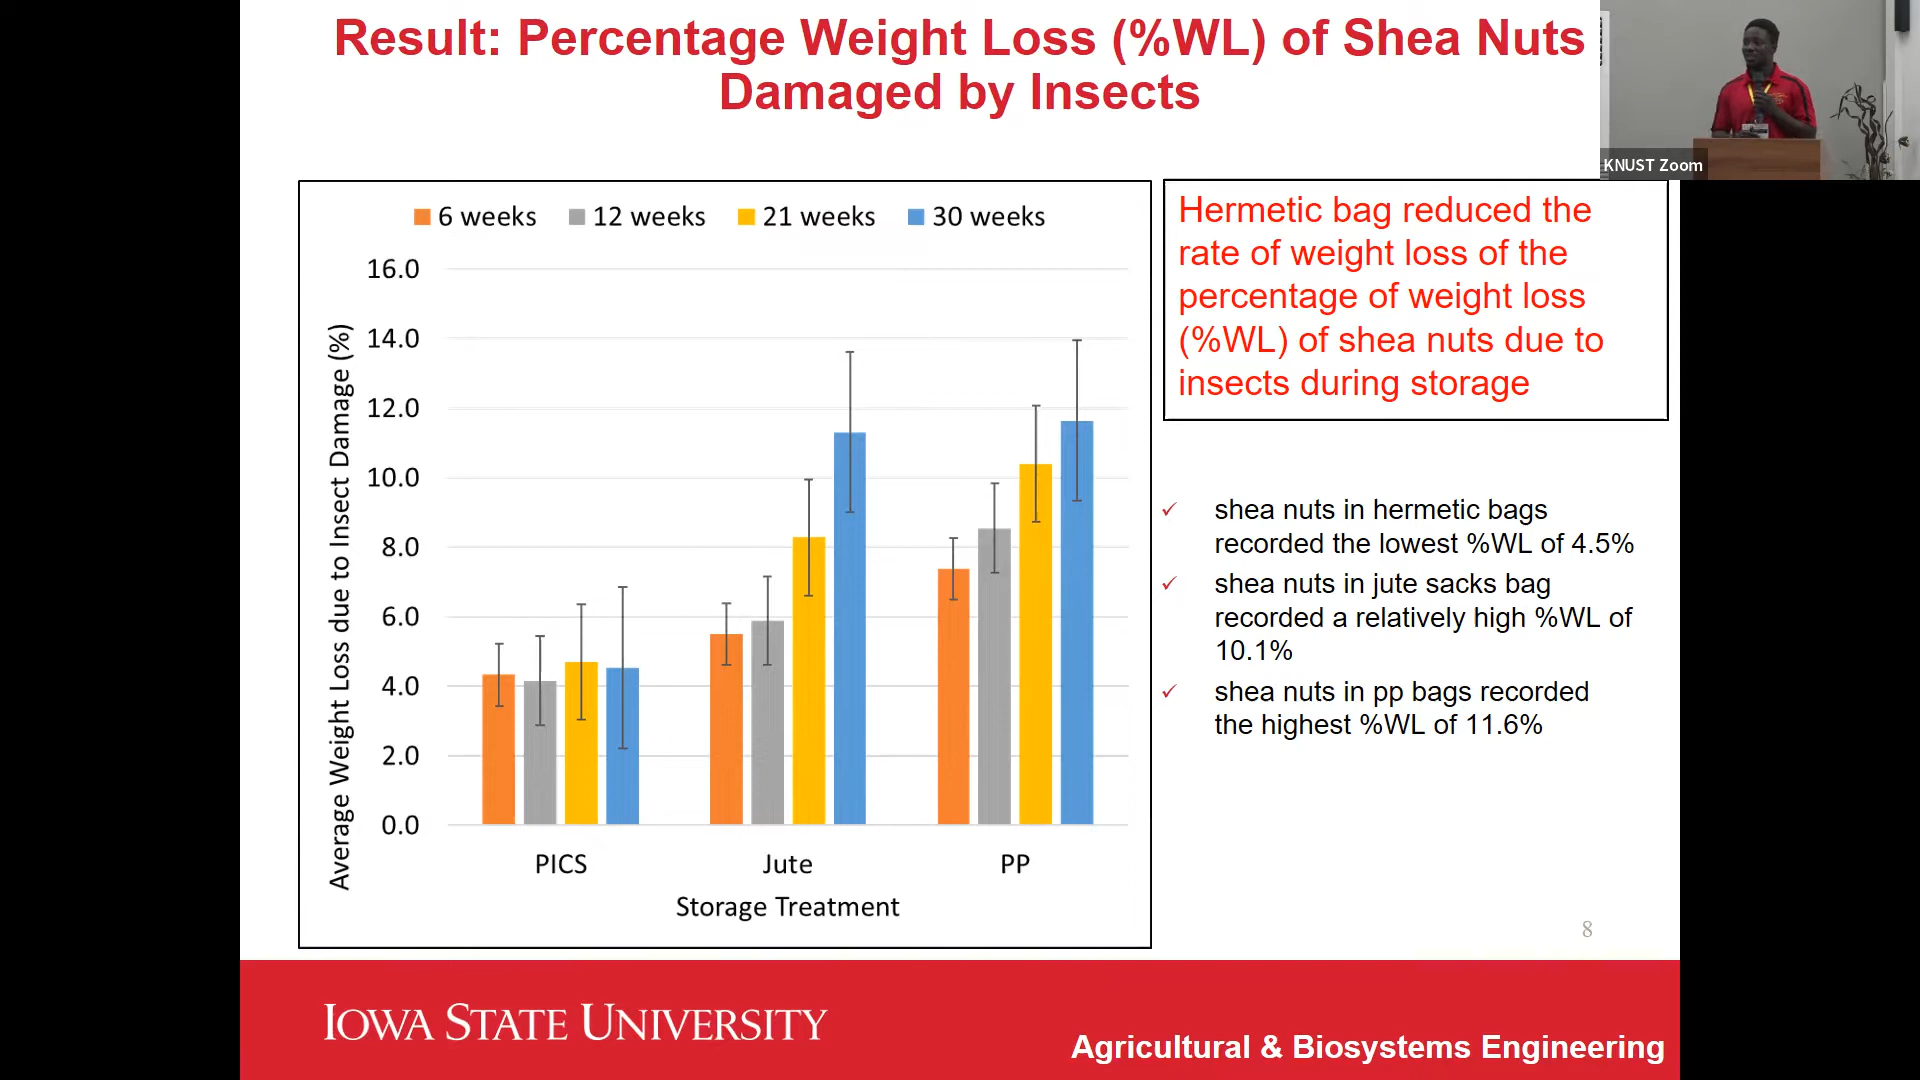 Result: Percentage Weight Loss (%WL) of Shea Nuts
Damaged by Insects
KNUST Zoom
6 weeks
12 weeks
21 weeks
30 weeks
16.0
14.0
12.0
10.0
8.0
6.0
4.0
2.0
0.0
Average Weight Loss due to Insect Damage (%)
PICS
Jute
PP
Storage Treatment
Hermetic bag reduced the
rate of weight loss of the
percentage of weight loss
(%WL) of shea nuts due to
insects during storage
shea nuts in hermetic bags
recorded the lowest %WL of 4.5%
shea nuts in jute sacks bag
recorded a relatively high %WL of
10.1%
shea nuts in pp bags recorded
the highest %WL of 11.6%
8
IOWA STATE UNIVERSITY
Agricultural & Biosystems Engineering